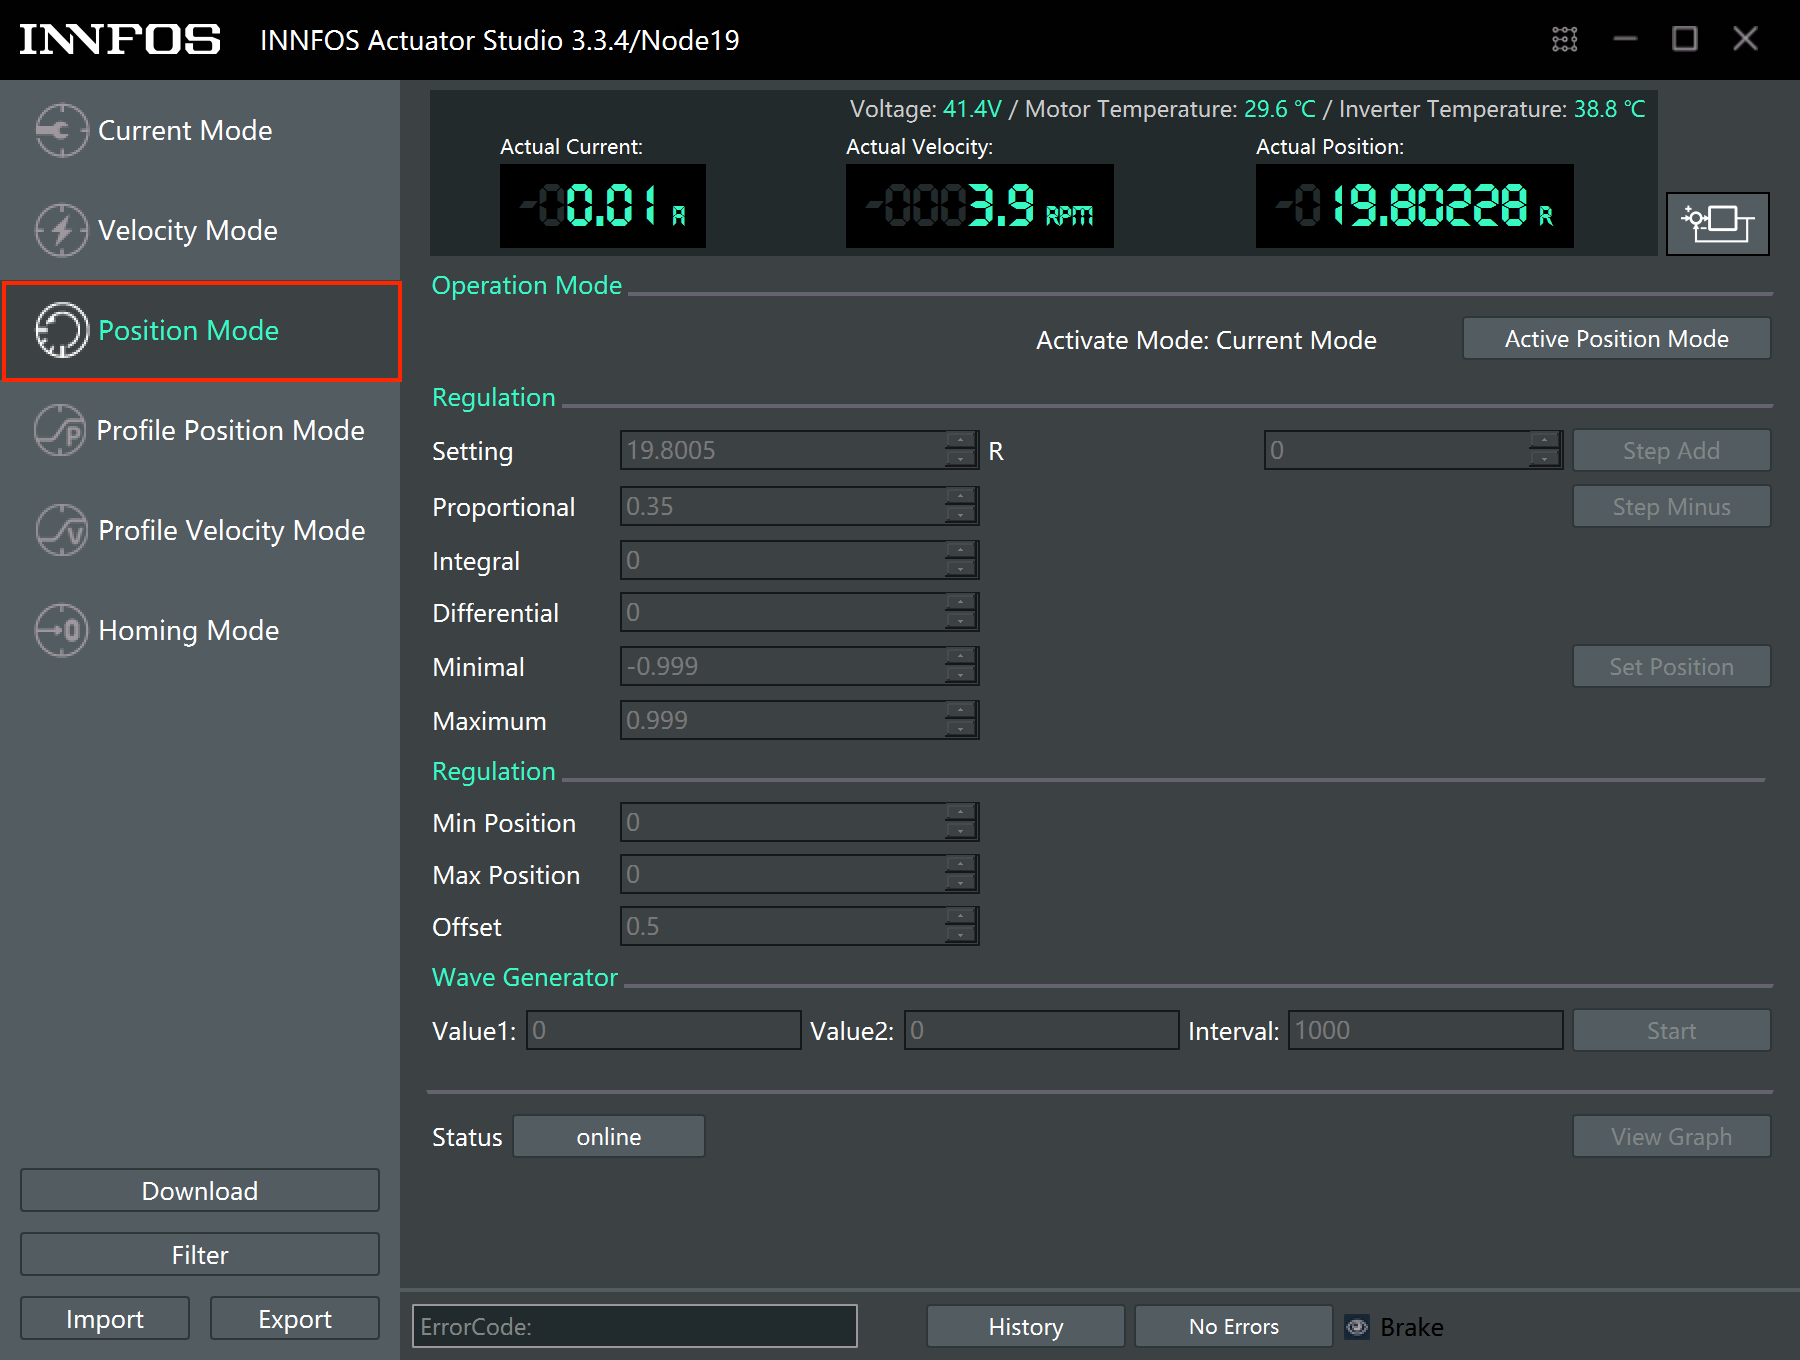 INNFOS INNFOS Actuator Studio 3.3.4/Node19
Current Mode
Velocity Mode
Position Mode
Profile Position Mode
Profile Velocity Mode
Homing Mode
Download
Filter
Import Export
Voltage: 41.4V / Motor Temperature: 29.6 ℃ / Inverter Temperature: 38.8 ℃
Actual Current: Actual Velocity: Actual Position:
0.01 A 3.9 RPM 19.80228 R
Operation Mode
Activate Mode: Current Mode Active Position Mode
Regulation
Setting 19.8005 R 0 Step Add
Proportional 0.35 Step Minus
Integral 0
Differential 0
Minimal -0.999 Set Position
Maximum 0.999
Regulation
Min Position 0
Max Position 0
Offset 0.5
Wave Generator
Value1: 0 Value2: 0 Interval: 1000 Start
Status online View Graph
ErrorCode: History No Errors Brake